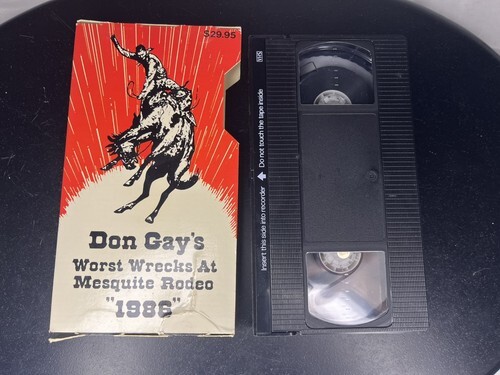 $29.95
Don Gay's
Worst Wrecks At
Mesquite Rodeo
"1986"
VHS
Insert this side into recorder Do not touch the tape inside